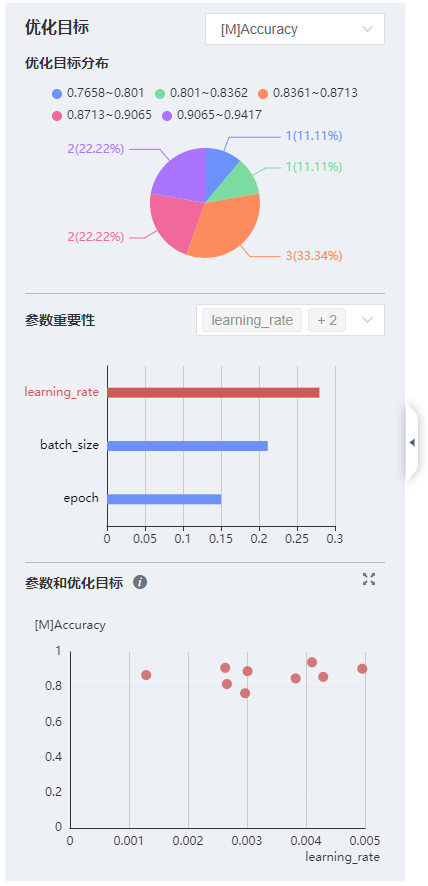 优化目标 [M]Accuracy
优化目标分布
0.7658~0.801 0.801~0.8362 0.8361~0.8713
0.8713~0.9065 0.9065~0.9417
2(22.22%) 1(11.11%)
1(11.11%)
2(22.22%)
3(33.34%)
参数重要性 learning_rate + 2
learning_rate
batch_size
epoch
0 0.05 0.1 0.15 0.2 0.25 0.3
参数和优化目标 i
[M]Accuracy
1
0.8
0.6
0.4
0.2
0
0 0.001 0.002 0.003 0.004 0.005
learning_rate